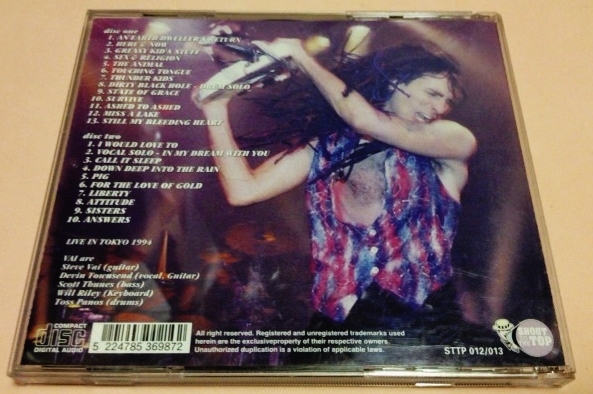 disc one
1. AN EARTH DWELLER'S RETURN
2. HERE & NOW
3. GREASY KID'A STUFF
4. SEX & RELIGION
5. THE ANIMAL
6. TOUCHING TONGUE
7. THUNDER KIDS
8. DIRTY BLACK HOLE - DRUM SOLO
9. STATE OF GRACE
10. SURVIVE
11. ASHED TO ASHED
12. MISS A LAKE
13. STILL MY BLEEDING HEART
disc two
1. I WOULD LOVE TO
2. VOCAL SOLO - IN MY DREAM WITH YOU
3. CALL IT SLEEP
4. DOWN DEEP INTO THE RAIN
5. PIG
6. FOR THE LOVE OF GOLD
7. LIBERTY
8. ATTITUDE
9. SISTERS
10. ANSWERS
LIVE IN TOKYO 1994
VAI are
Steve Vai (guitar)
Devin Townsend (vocal, Guitar)
Scott Thunes (bass)
Will Riley (Keyboard)
Toss Panos (drums)
COMPACT
disc
DIGITAL AUDIO
5 224785 369872
All right reserved. Registered and unregistered trademarks used
herein are the exclusiveproperty of their respective owners.
Unauthorized duplication is a violation of applicable laws.
SHOUT
TO THE
TOP
STTP 012/013